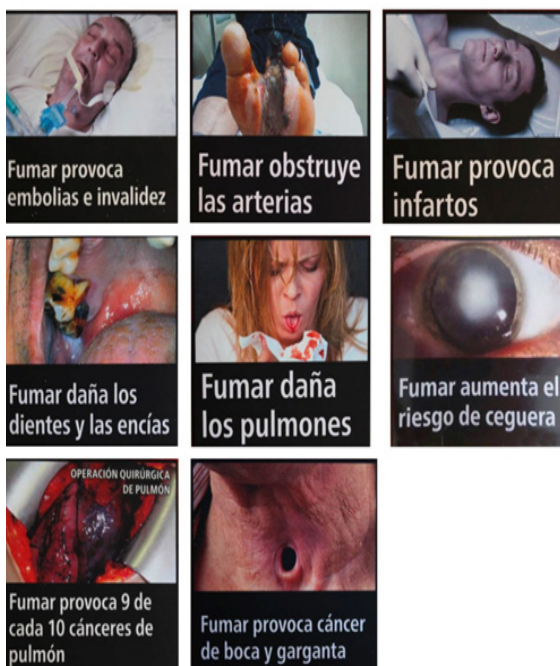 Fumar provoca
embolias e invalidez
Fumar obstruye
las arterias
Fumar provoca
infartos
Fumar daña los
dientes y las encías
Fumar daña
los pulmones
Fumar aumenta el
riesgo de ceguera
OPERACIÓN QUIRÚRGICA
DE PULMÓN
Fumar provoca 9 de
cada 10 cánceres de
pulmón
Fumar provoca cáncer
de boca y garganta